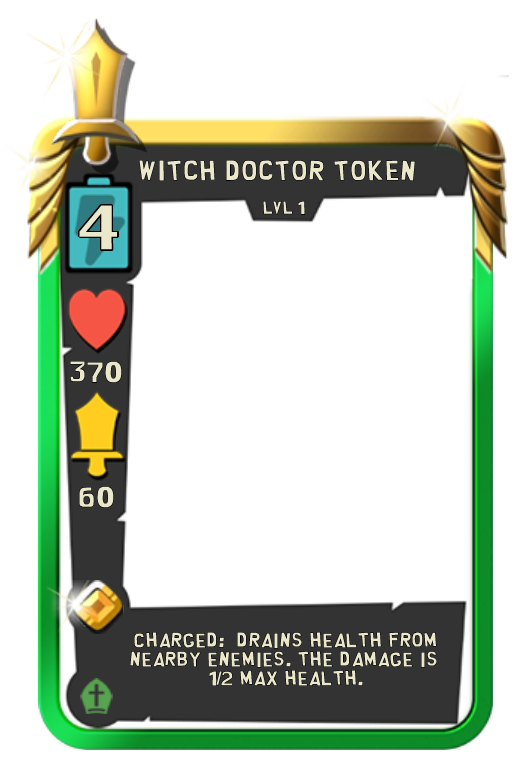 WITCH DOCTOR TOKEN
LVL 1
4
370
60
CHARGED: DRAINS HEALTH FROM
NEARBY ENEMIES. THE DAMAGE IS
1/2 MAX HEALTH.